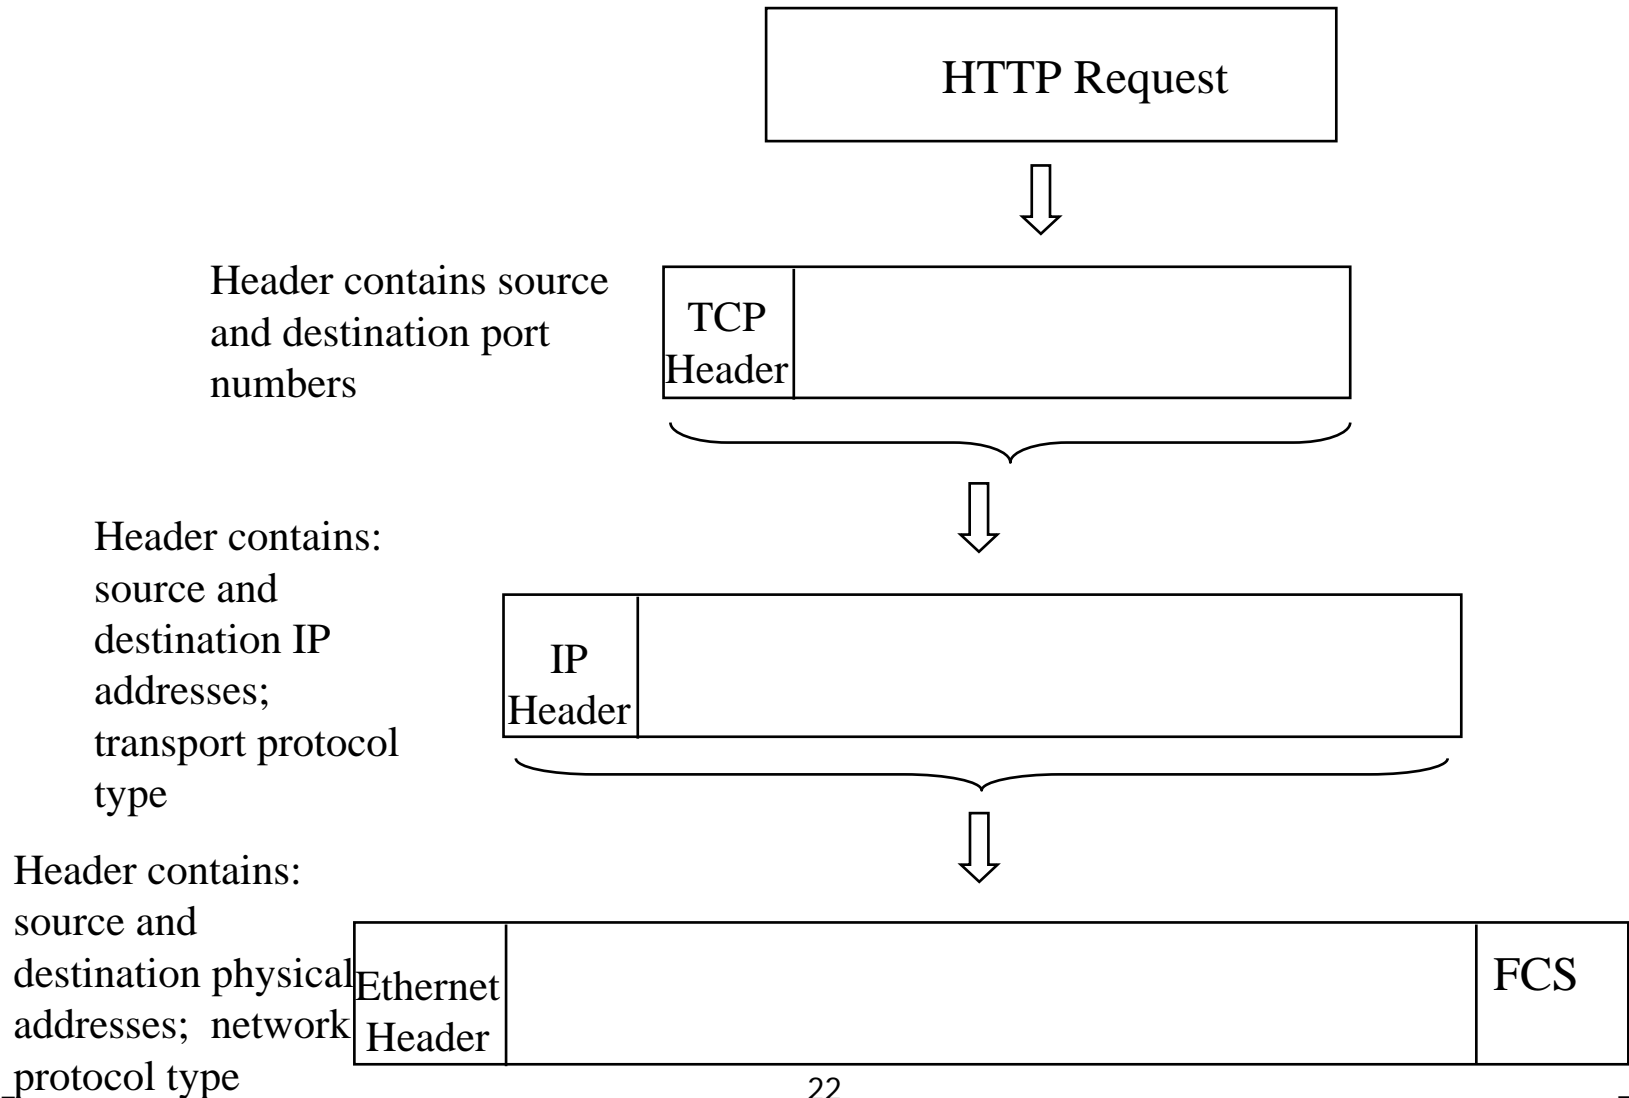 HTTP Request
Header contains source
and destination port
numbers
TCP
Header
Header contains:
source and
destination IP
addresses;
transport protocol
type
IP
Header
Header contains:
source and
destination physical
addresses;  network
protocol type
Ethernet
Header
FCS
22